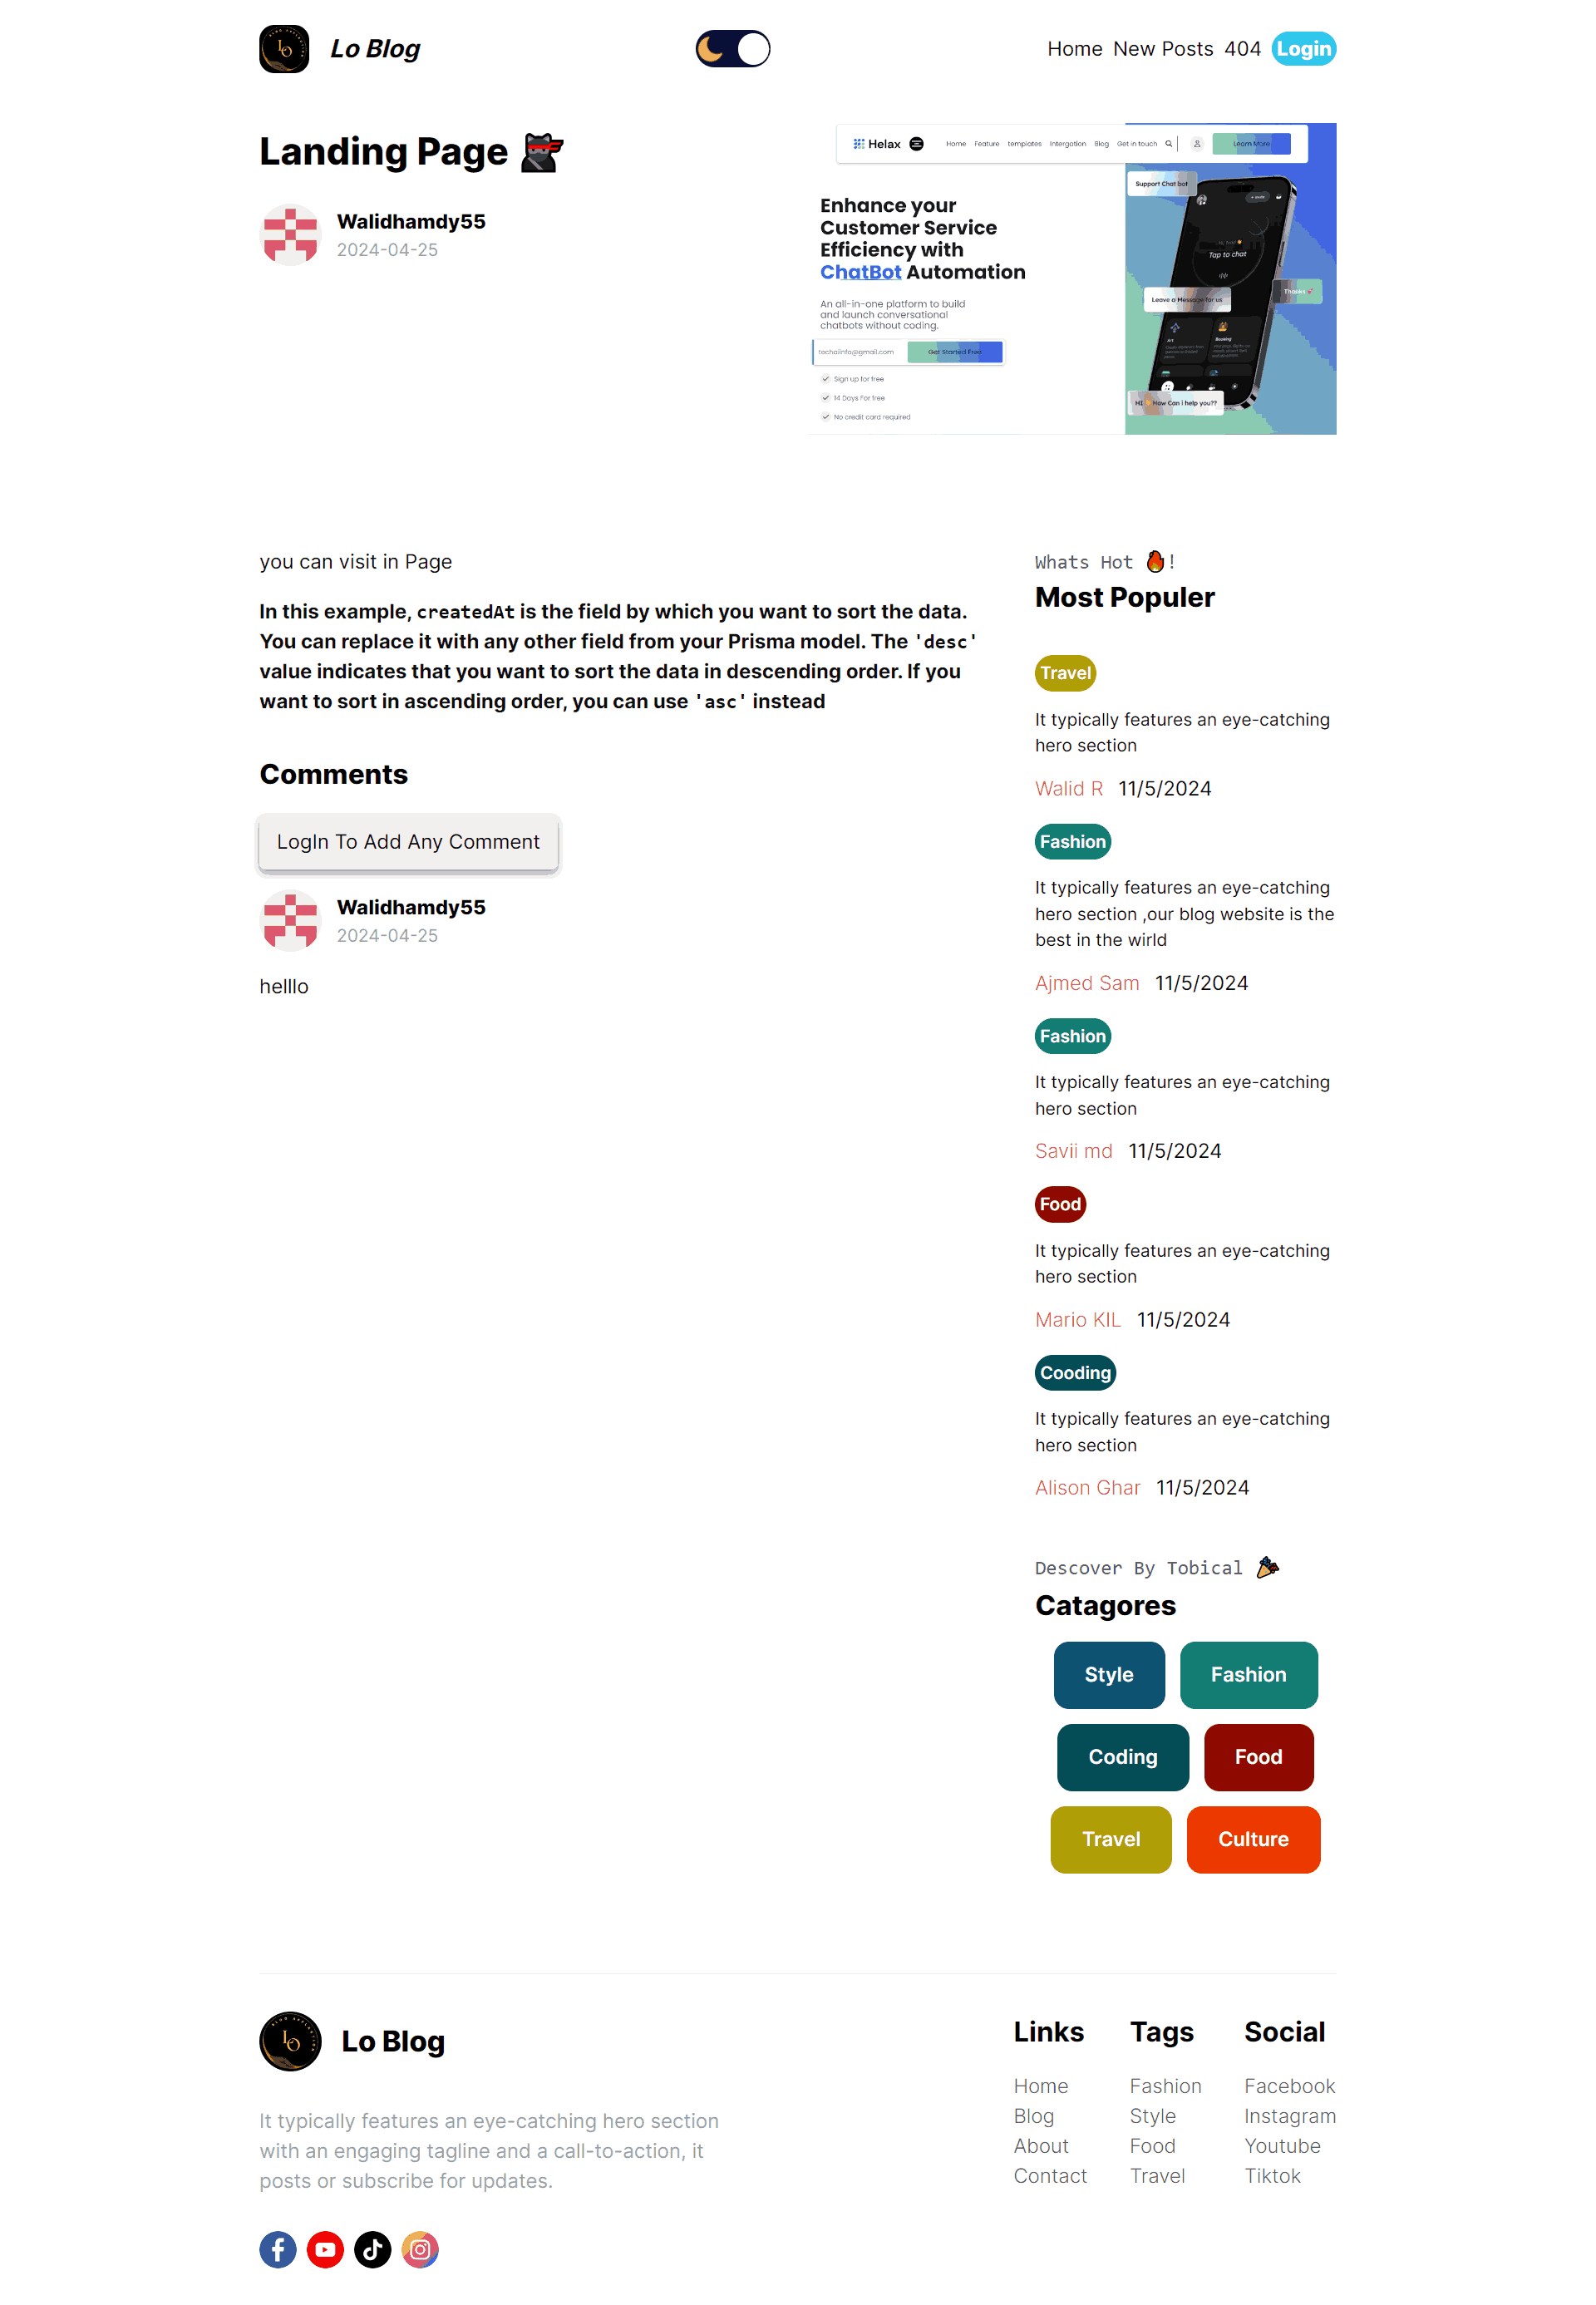 Lo Blog
Home New Posts 404 Login
Landing Page
Walidhamdy55
2024-04-25
Helax
Home Feature templates Intergation Blog Get in touch Learn More
Enhance your
Customer Service
Efficiency with
ChatBot Automation
An all-in-one platform to build
and launch conversational
chatbots without coding.
techaiinfo@gmail.com Get Started Free
Sign up for free
14 Days For free
No credit card required
Support Chat bot
Tap to chat
Leave a Message for us
Thanks
Art
Booking
HI Now Can i help you??
you can visit in Page
In this example, createdAt is the field by which you want to sort the data.
You can replace it with any other field from your Prisma model. The 'desc'
value indicates that you want to sort the data in descending order. If you
want to sort in ascending order, you can use 'asc' instead
Comments
LogIn To Add Any Comment
Walidhamdy55
2024-04-25
helllo
Whats Hot 🔥!
Most Populer
Travel
It typically features an eye-catching
hero section
Walid R 11/5/2024
Fashion
It typically features an eye-catching
hero section ,our blog website is the
best in the wirld
Ajmed Sam 11/5/2024
Fashion
It typically features an eye-catching
hero section
Savii md 11/5/2024
Food
It typically features an eye-catching
hero section
Mario KIL 11/5/2024
Cooding
It typically features an eye-catching
hero section
Alison Ghar 11/5/2024
Descover By Tobical 🎉
Catagores
Style Fashion
Coding Food
Travel Culture
Lo Blog
It typically features an eye-catching hero section
with an engaging tagline and a call-to-action, it
posts or subscribe for updates.
Links
Home
Blog
About
Contact
Tags
Fashion
Style
Food
Travel
Social
Facebook
Instagram
Youtube
Tiktok